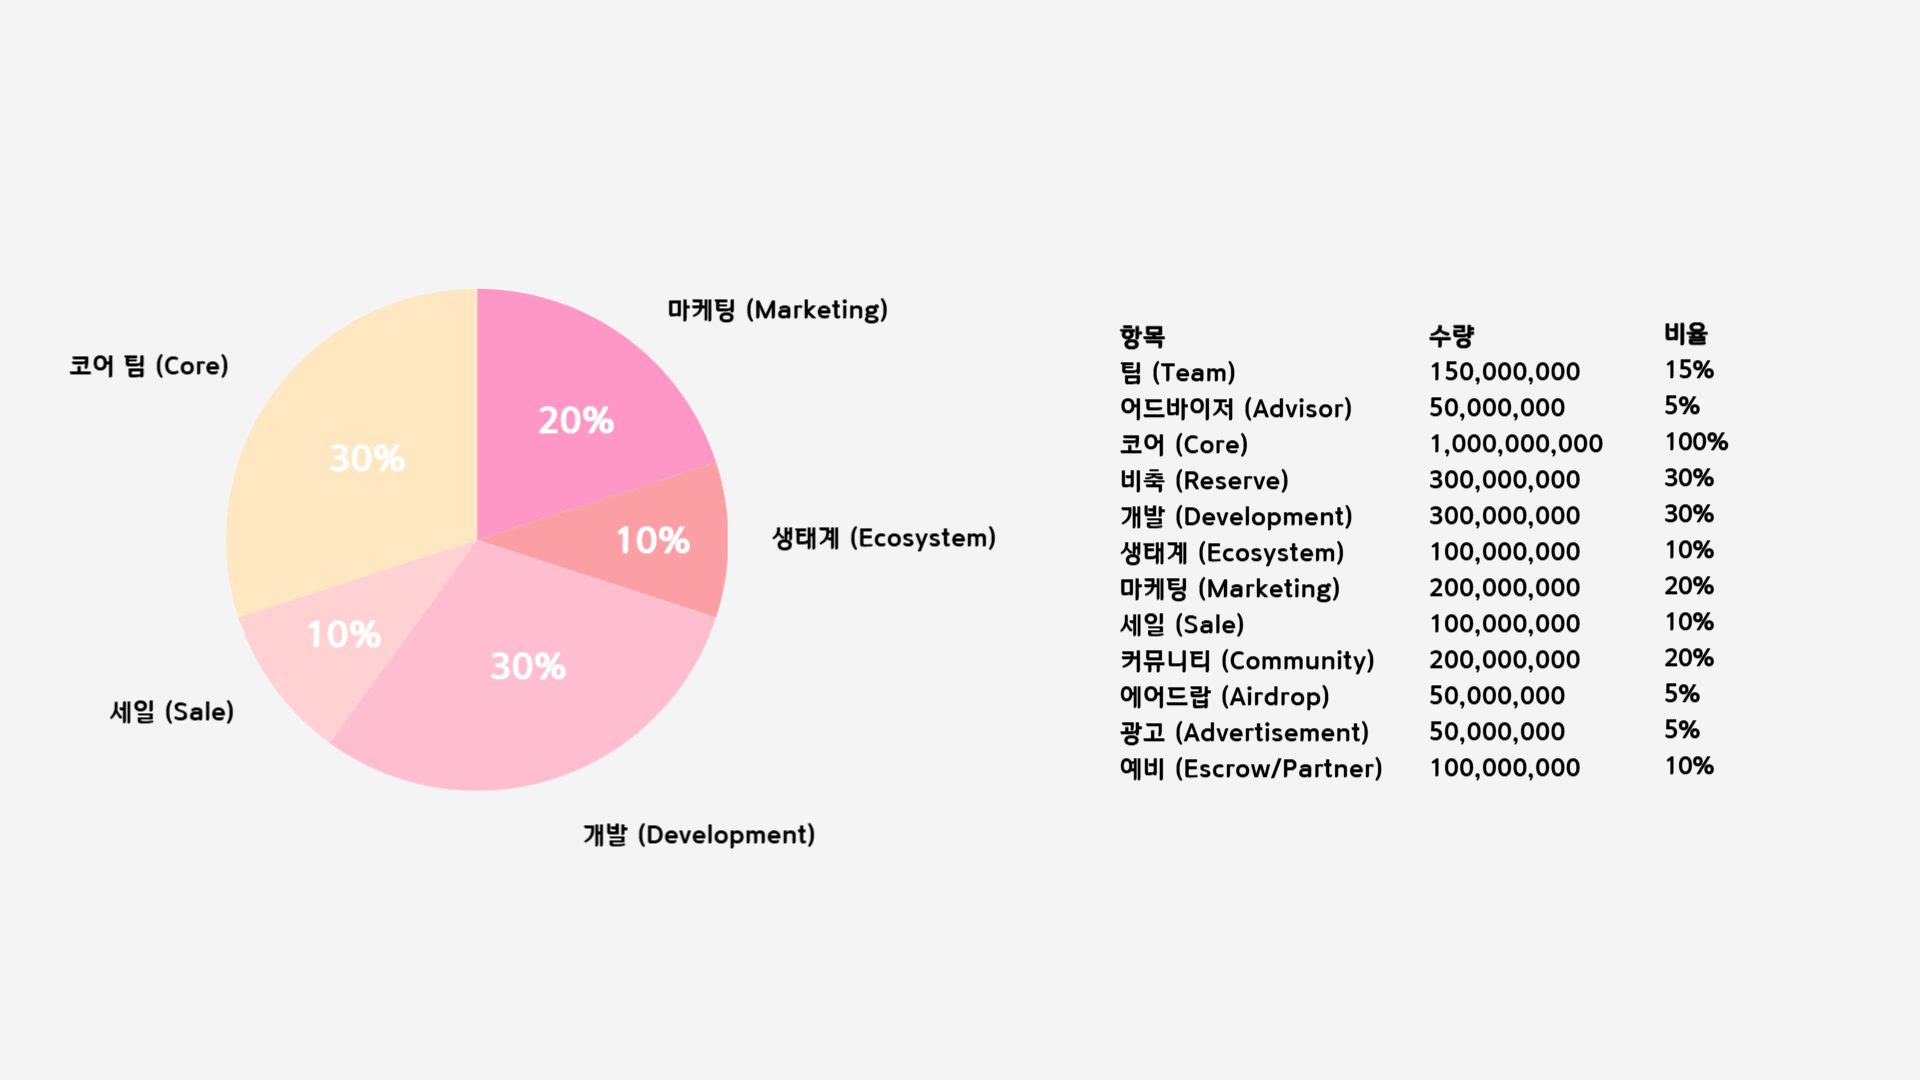 마케팅 (Marketing)
코어 팀 (Core)
20%
30%
10%
생태계 (Ecosystem)
10%
30%
세일 (Sale)
개발 (Development)
항목 수량 비율
팀 (Team) 150,000,000 15%
어드바이저 (Advisor) 50,000,000 5%
코어 (Core) 1,000,000,000 100%
비축 (Reserve) 300,000,000 30%
개발 (Development) 300,000,000 30%
생태계 (Ecosystem) 100,000,000 10%
마케팅 (Marketing) 200,000,000 20%
세일 (Sale) 100,000,000 10%
커뮤니티 (Community) 200,000,000 20%
에어드랍 (Airdrop) 50,000,000 5%
광고 (Advertisement) 50,000,000 5%
예비 (Escrow/Partner) 100,000,000 10%